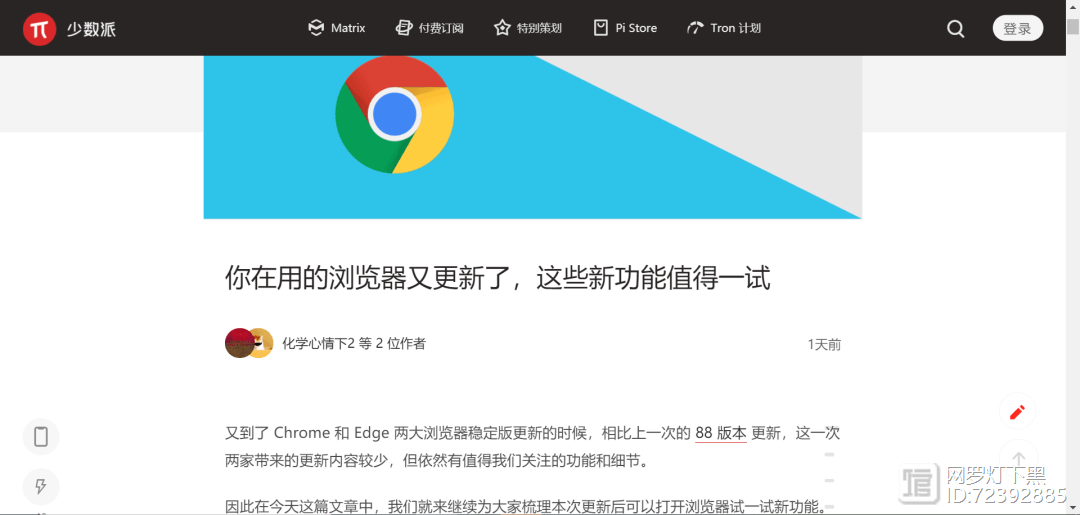 少数派
Matrix
付费订阅
特别策划
Pi Store
Tron 计划
登录
你在用的浏览器又更新了，这些新功能值得一试
化学心情下2 等 2 位作者
1天前
又到了 Chrome 和 Edge 两大浏览器稳定版更新的时候，相比上一次的 88 版本 更新，这一次
两家带来的更新内容较少，但依然有值得我们关注的功能和细节。
因此在今天这篇文章中，我们就来继续为大家梳理本次更新后可以打开浏览器试一试新功能。
网罗灯下黑
ID:72392885